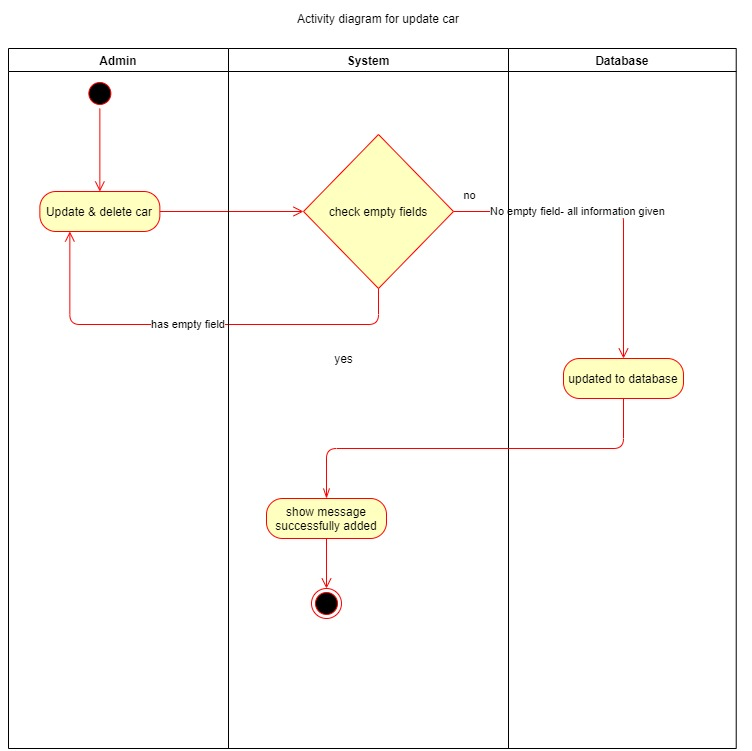 Activity diagram for update car
Admin
System
Database
no
Update & delete car
check empty fields
No empty field- all information given
has empty field
yes
updated to database
show message
successfully added